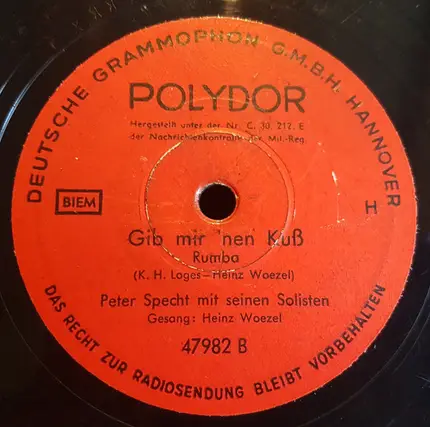 DEUTSCHE GRAMMOPHON G.M.B.H. HANNOVER
POLYDOR
Hergestellt unter der Nr. C. 30. 212. E
der Nachrichtenkontrolle der Mil.-Reg.
BIEM
H
Gib mir 'nen Kuß
Rumba
(K. H. Loges–Heinz Woezel)
Peter Specht mit seinen Solisten
Gesang: Heinz Woezel
47982 B
DAS RECHT ZUR RADIOSENDUNG BLEIBT VORBEHALTEN